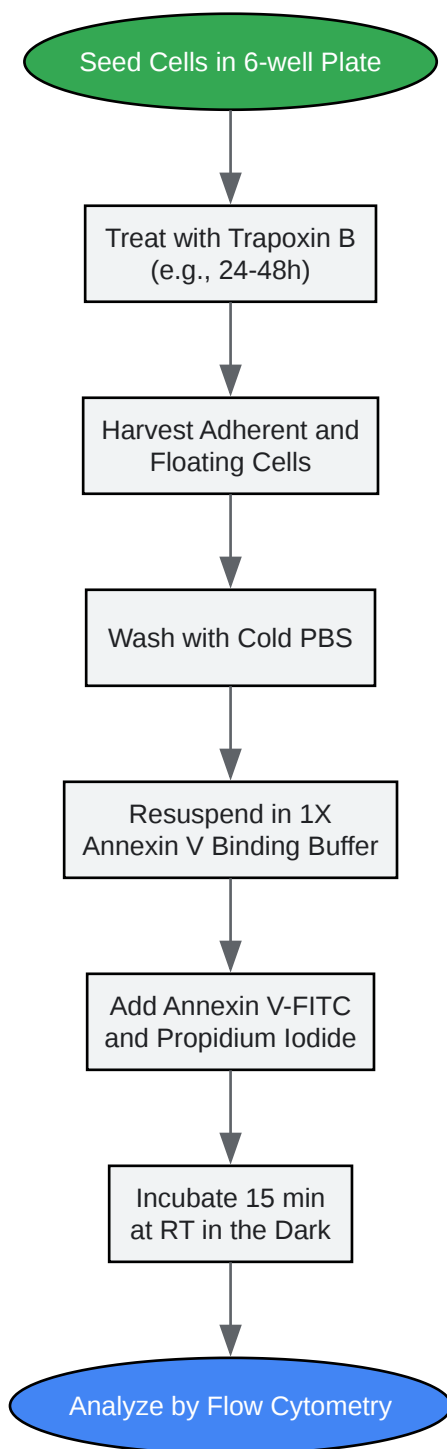 Seed Cells in 6-well Plate
Treat with Trapoxin B
(e.g., 24-48h)
Harvest Adherent and
Floating Cells
Wash with Cold PBS
Resuspend in 1X
Annexin V Binding Buffer
Add Annexin V-FITC
and Propidium Iodide
Incubate 15 min
at RT in the Dark
Analyze by Flow Cytometry